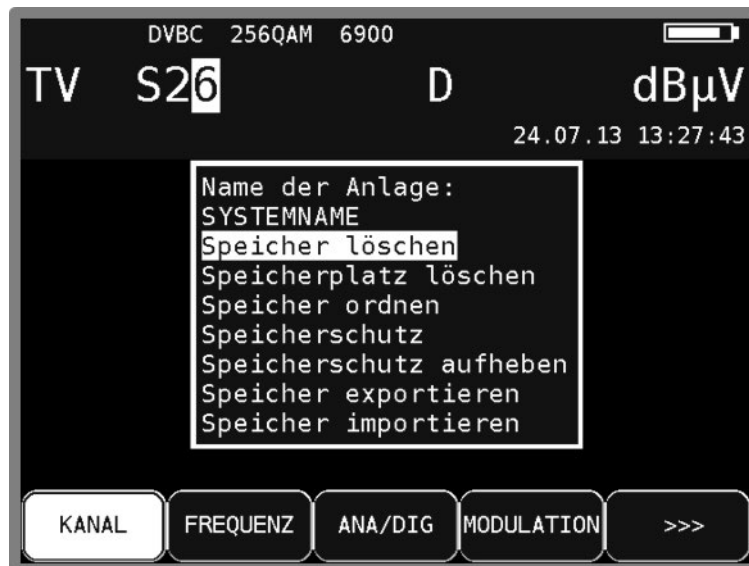 DVBC 256QAM 6900
TV S26 D dBµV
24.07.13 13:27:43
Name der Anlage:
SYSTEMNAME
Speicher löschen
Speicherplatz löschen
Speicher ordnen
Speicherschutz
Speicherschutz aufheben
Speicher exportieren
Speicher importieren
KANAL FREQUENZ ANA/DIG MODULATION >>>